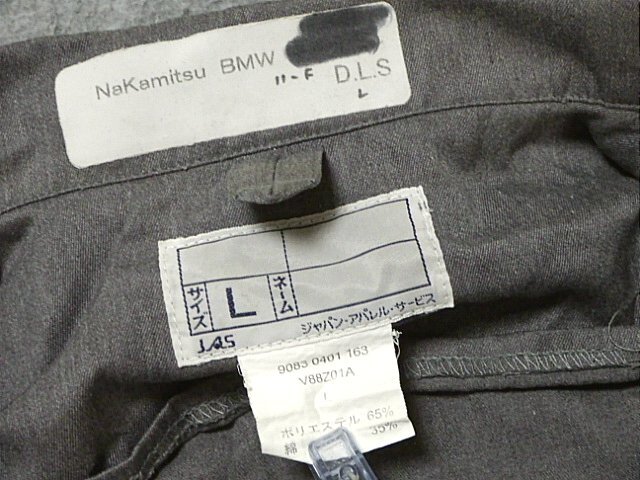 NaKamitsu BMW
11-F D.L.S
L
サイズ L ネーム
JAS ジャパン・アパレル・サービス
9083 0401 163
V88Z01A
ポリエステル 65%
綿 35%